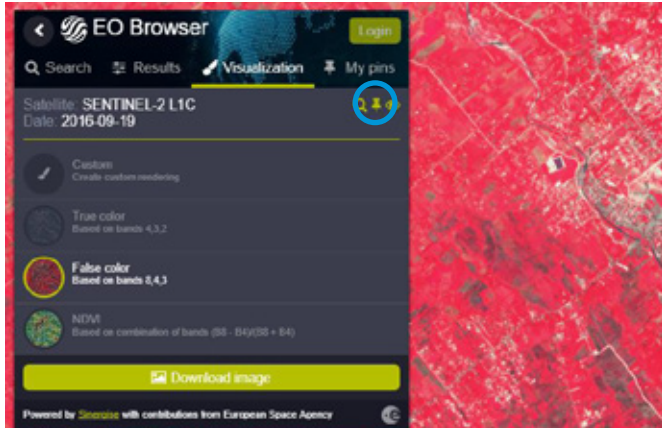 EO Browser
Login
Search Results Visualization My pins
Satellite: SENTINEL-2 L1C
Date: 2016-09-19
Custom
Create custom rendering
True color
Based on bands 4,3,2
False color
Based on bands 8,4,3
NDVI
Based on combination of bands (B8 - B4)/(B8 + B4)
Download image
Powered by Sinergise with contributions from European Space Agency